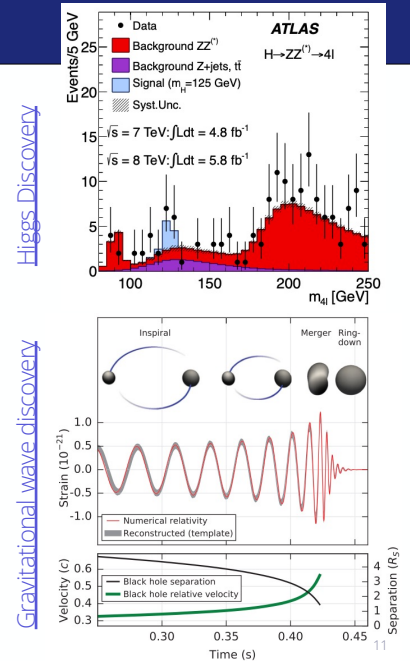 Higgs Discovery
Events/5 GeV
25
20
15
10
5
0
Data
Background ZZ(*)
Background Z+jets, tt̄
Signal (mH=125 GeV)
Syst.Unc.
ATLAS
H→ZZ(*)→4l
√s = 7 TeV:∫Ldt = 4.8 fb-1
√s = 8 TeV:∫Ldt = 5.8 fb-1
100 150 200 250
m4l [GeV]
Gravitational wave discovery
Inspiral
Merger
Ring-
down
Strain (10-21)
1.0
0.5
0.0
-0.5
-1.0
Numerical relativity
Reconstructed (template)
Velocity (c)
0.6
0.5
0.4
0.3
Black hole separation
Black hole relative velocity
4
3
2
1
0
Separation (RS)
0.30 0.35 0.40 0.45
Time (s)
11